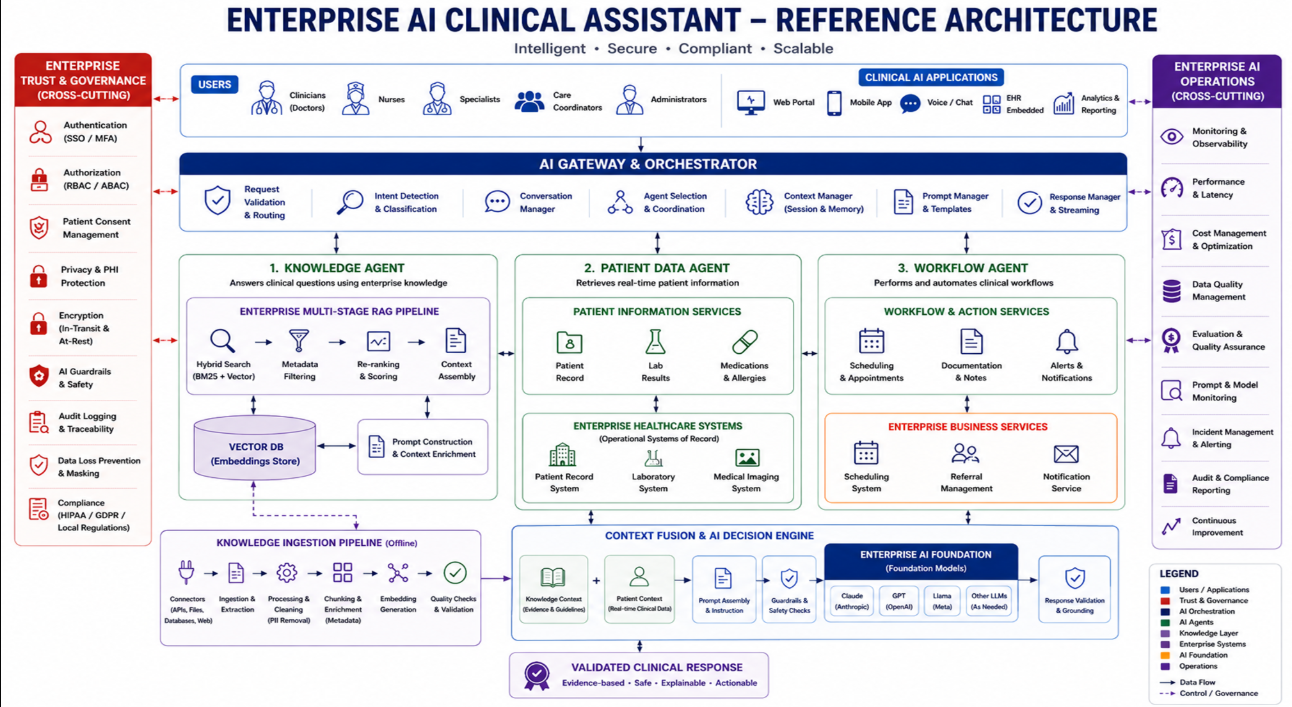 ENTERPRISE AI CLINICAL ASSISTANT – REFERENCE ARCHITECTURE
Intelligent • Secure • Compliant • Scalable
ENTERPRISE
TRUST & GOVERNANCE
(CROSS-CUTTING)
Authentication
(SSO / MFA)
Authorization
(RBAC / ABAC)
Patient Consent
Management
Privacy & PHI
Protection
Encryption
(In-Transit &
At-Rest)
AI Guardrails
& Safety
Audit Logging
& Traceability
Data Loss Prevention
& Masking
Compliance
(HIPAA / GDPR /
Local Regulations)
USERS
Clinicians
(Doctors)
Nurses
Specialists
Care
Coordinators
Administrators
CLINICAL AI APPLICATIONS
Web Portal
Mobile App
Voice / Chat
EHR
Embedded
Analytics &
Reporting
AI GATEWAY & ORCHESTRATOR
Request
Validation
& Routing
Intent Detection
& Classification
Conversation
Manager
Agent Selection
& Coordination
Context Manager
(Session & Memory)
Prompt Manager
& Templates
Response Manager
& Streaming
1. KNOWLEDGE AGENT
Answers clinical questions using enterprise knowledge
ENTERPRISE MULTI-STAGE RAG PIPELINE
Hybrid Search
(BM25 + Vector)
Metadata
Filtering
Re-ranking
& Scoring
Context
Assembly
VECTOR DB
(Embeddings Store)
Prompt Construction
& Context Enrichment
2. PATIENT DATA AGENT
Retrieves real-time patient information
PATIENT INFORMATION SERVICES
Patient
Record
Lab
Results
Medications
& Allergies
ENTERPRISE HEALTHCARE SYSTEMS
(Operational Systems of Record)
Patient Record
System
Laboratory
System
Medical Imaging
System
3. WORKFLOW AGENT
Performs and automates clinical workflows
WORKFLOW & ACTION SERVICES
Scheduling
& Appointments
Documentation
& Notes
Alerts &
Notifications
ENTERPRISE BUSINESS SERVICES
Scheduling
System
Referral
Management
Notification
Service
KNOWLEDGE INGESTION PIPELINE (Offline)
Connectors
(APIs, Files,
Databases, Web)
Ingestion &
Extraction
Processing &
Cleaning
(PII Removal)
Chunking &
Enrichment
(Metadata)
Embedding
Generation
Quality Checks
& Validation
CONTEXT FUSION & AI DECISION ENGINE
Knowledge Context
(Evidence & Guidelines)
+
Patient Context
(Real-time Clinical Data)
Prompt Assembly
& Instruction
Guardrails &
Safety Checks
ENTERPRISE AI FOUNDATION
(Foundation Models)
Claude
(Anthropic)
GPT
(OpenAI)
Llama
(Meta)
Other LLMs
(As Needed)
Response Validation
& Grounding
VALIDATED CLINICAL RESPONSE
Evidence-based • Safe • Explainable • Actionable
ENTERPRISE AI
OPERATIONS
(CROSS-CUTTING)
Monitoring &
Observability
Performance
& Latency
Cost Management
& Optimization
Data Quality
Management
Evaluation &
Quality Assurance
Prompt & Model
Monitoring
Incident Management
& Alerting
Audit & Compliance
Reporting
Continuous
Improvement
LEGEND
Users / Applications
Trust & Governance
AI Orchestration
AI Agents
Knowledge Layer
Enterprise Systems
AI Foundation
Operations
Data Flow
Control / Governance